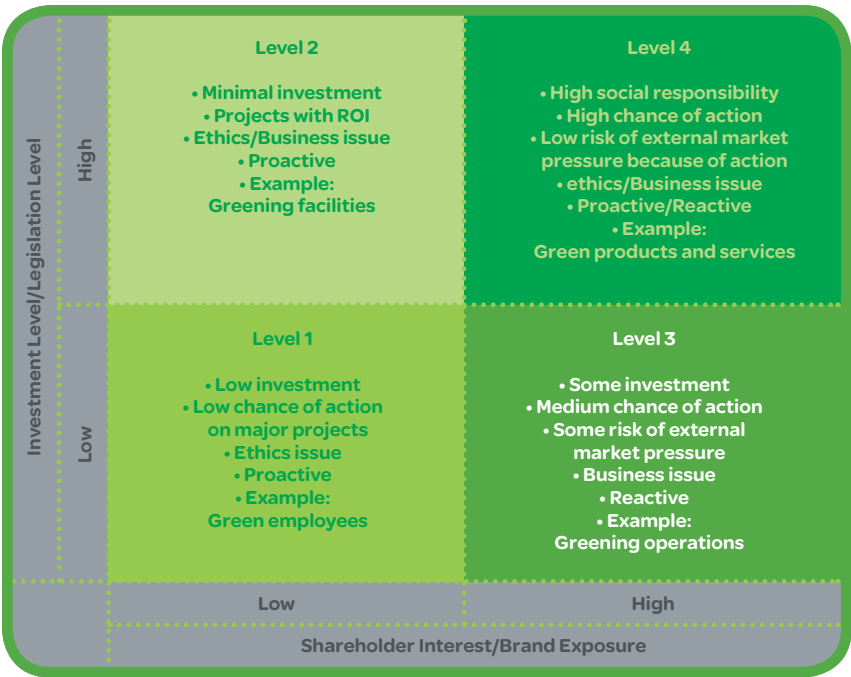 Investment Level/Legislation Level
High
Level 2
• Minimal investment
• Projects with ROI
• Ethics/Business issue
• Proactive
• Example:
Greening facilities
Level 4
• High social responsibility
• High chance of action
• Low risk of external market
pressure because of action
• ethics/Business issue
• Proactive/Reactive
• Example:
Green products and services
Low
Level 1
• Low investment
• Low chance of action
on major projects
• Ethics issue
• Proactive
• Example:
Green employees
Level 3
• Some investment
• Medium chance of action
• Some risk of external
market pressure
• Business issue
• Reactive
• Example:
Greening operations
Low
High
Shareholder Interest/Brand Exposure